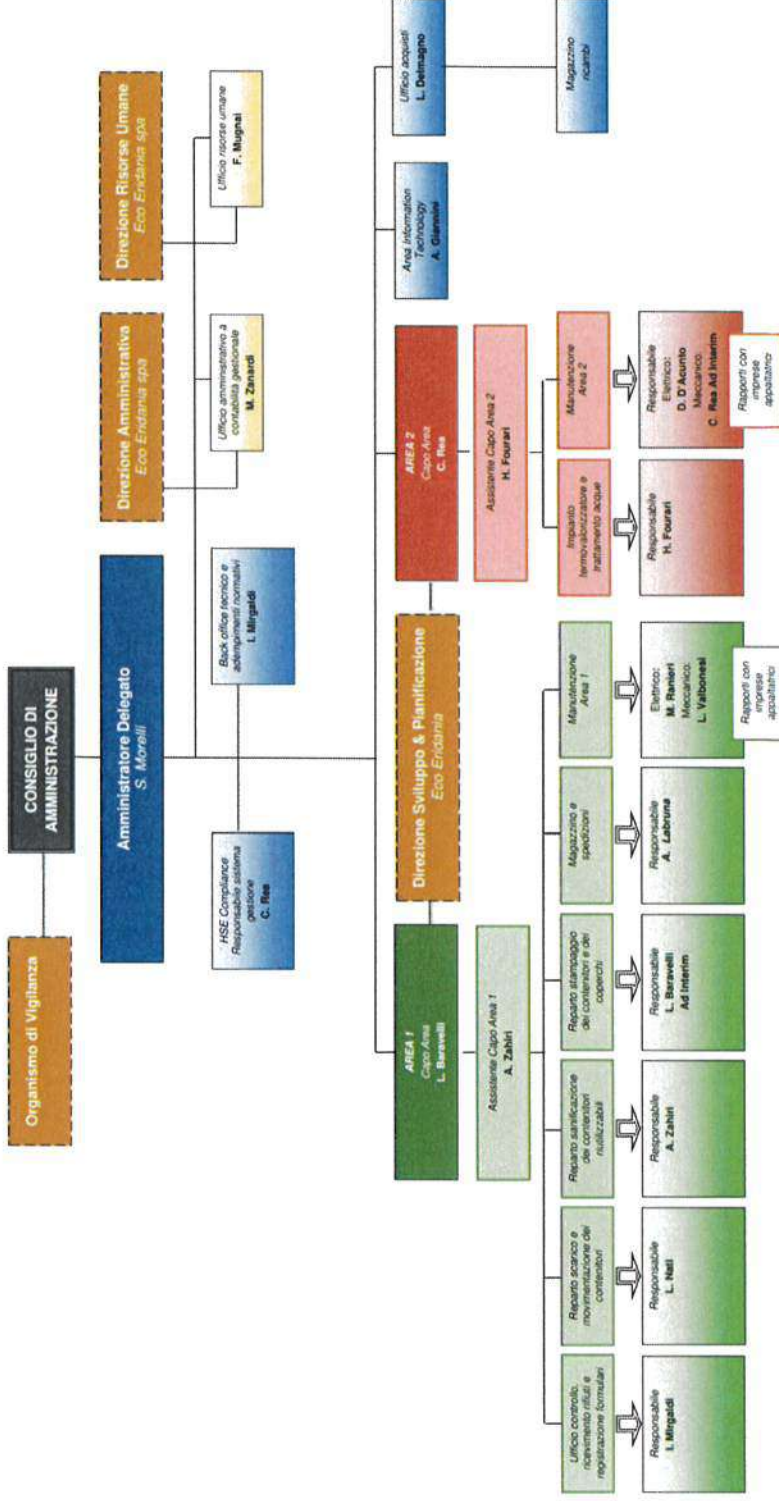 Organismo di Vigilanza
CONSIGLIO DI
AMMINISTRAZIONE
Amministratore Delegato
S. Morelli
Direzione Amministrativa
Eco Eridania spa
Direzione Risorse Umane
Eco Eridania spa
HSE Compliance
Responsabile sistema
gestione
C. Rea
Back office tecnico e
adempimenti normativi
I. Mirgaldi
Ufficio amministrativo a
contabilità gestionale
M. Zanardi
Ufficio risorse umane
F. Mugnai
AREA 1
Capo Area
L. Baravelli
Direzione Sviluppo & Pianificazione
Eco Eridania
AREA 2
Capo Area
C. Rea
Area Information
Technology
A. Giannini
Ufficio acquisti
L. Delmagno
Assistente Capo Area 1
A. Zahiri
Assistente Capo Area 2
H. Fourari
Magazzino
ricambi
Ufficio controllo,
ricevimento rifiuti e
registrazione formulari
Reparto scarico e
movimentazione dei
contenitori
Reparto sanificazione
dei contenitori
riutilizzabili
Reparto stampaggio
dei contenitori e dei
coperchi
Magazzino e
spedizioni
Manutenzione
Area 1
Impianto
termovalorizzatore e
trattamento acque
Manutenzione
Area 2
Responsabile
I. Mirgaldi
Responsabile
L. Nati
Responsabile
A. Zahiri
Responsabile
L. Baravelli
Ad Interim
Responsabile
A. Labruna
Elettrico:
M. Ranieri
Meccanico:
L. Valbonesi
Rapporti con
imprese
appaltatrici
Responsabile
H. Fourari
Responsabile
Elettrico:
D. D'Acunto
Meccanico.
C. Rea Ad Interim
Rapporti con
imprese
appaltatrici